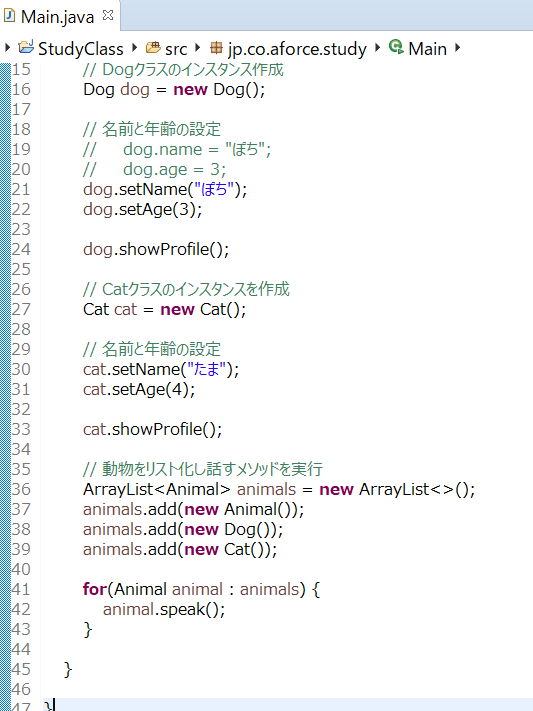 Main.java
StudyClass src jp.co.aforce.study Main
15 // Dogクラスのインスタンス作成
16 Dog dog = new Dog();
17
18 // 名前と年齢の設定
19 // dog.name = "ぽち";
20 // dog.age = 3;
21 dog.setName("ぽち");
22 dog.setAge(3);
23
24 dog.showProfile();
25
26 // Catクラスのインスタンスを作成
27 Cat cat = new Cat();
28
29 // 名前と年齢の設定
30 cat.setName("たま");
31 cat.setAge(4);
32
33 cat.showProfile();
34
35 // 動物をリスト化し話すメソッドを実行
36 ArrayList<Animal> animals = new ArrayList<>();
37 animals.add(new Animal());
38 animals.add(new Dog());
39 animals.add(new Cat());
40
41 for(Animal animal : animals) {
42 animal.speak();
43 }
44
45 }
46
47 }